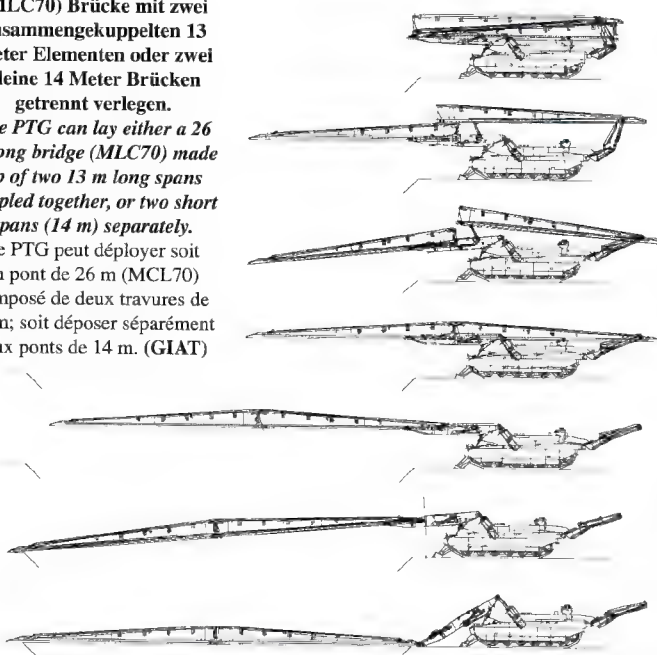 MLC70) Brücke mit zwei
sammengekuppelten 13
eter Elementen oder zwei
leine 14 Meter Brücken
getrennt verlegen.
e PTG can lay either a 26
ong bridge (MLC70) made
p of two 13 m long spans
pled together, or two short
pans (14 m) separately.
e PTG peut déployer soit
n pont de 26 m (MCL70)
mposé de deux travures de
m; soit déposer séparément
ux ponts de 14 m. (GIAT)